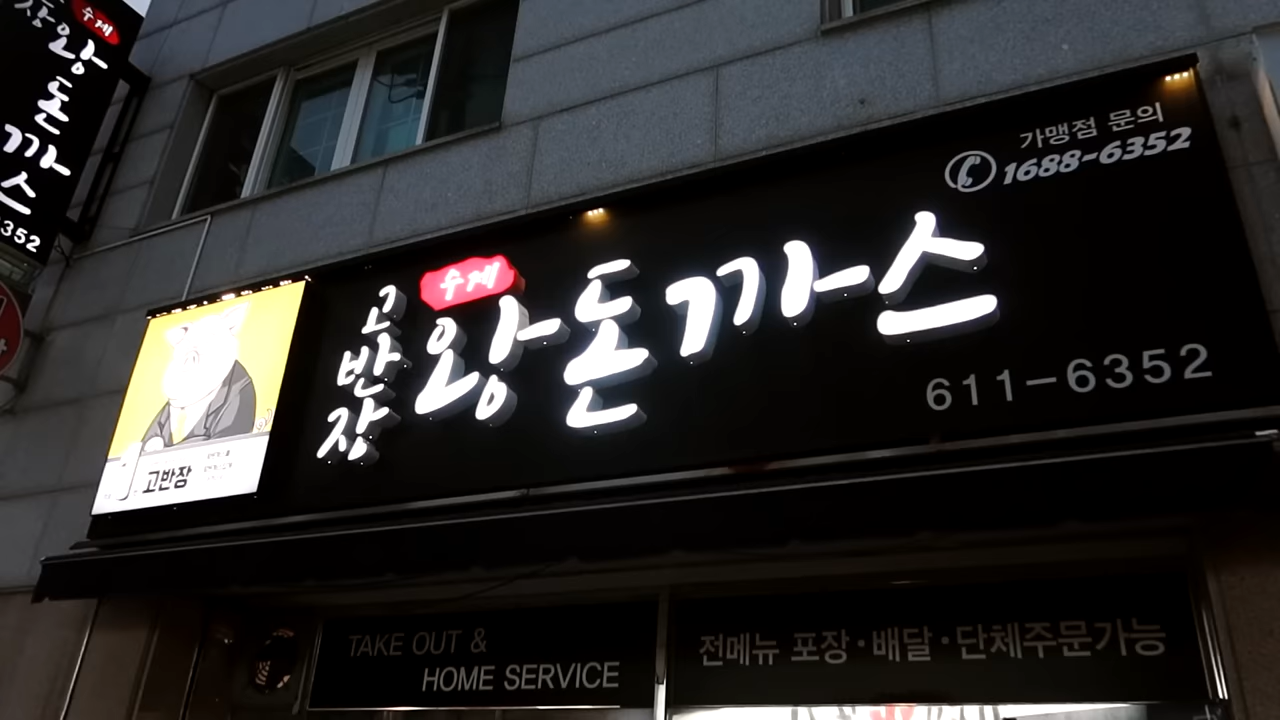 수제
왕돈까스
352
가맹점 문의
1688-6352
수제
고반장
왕돈까스
611-6352
고반장
TAKE OUT &
HOME SERVICE
전메뉴 포장·배달·단체주문가능